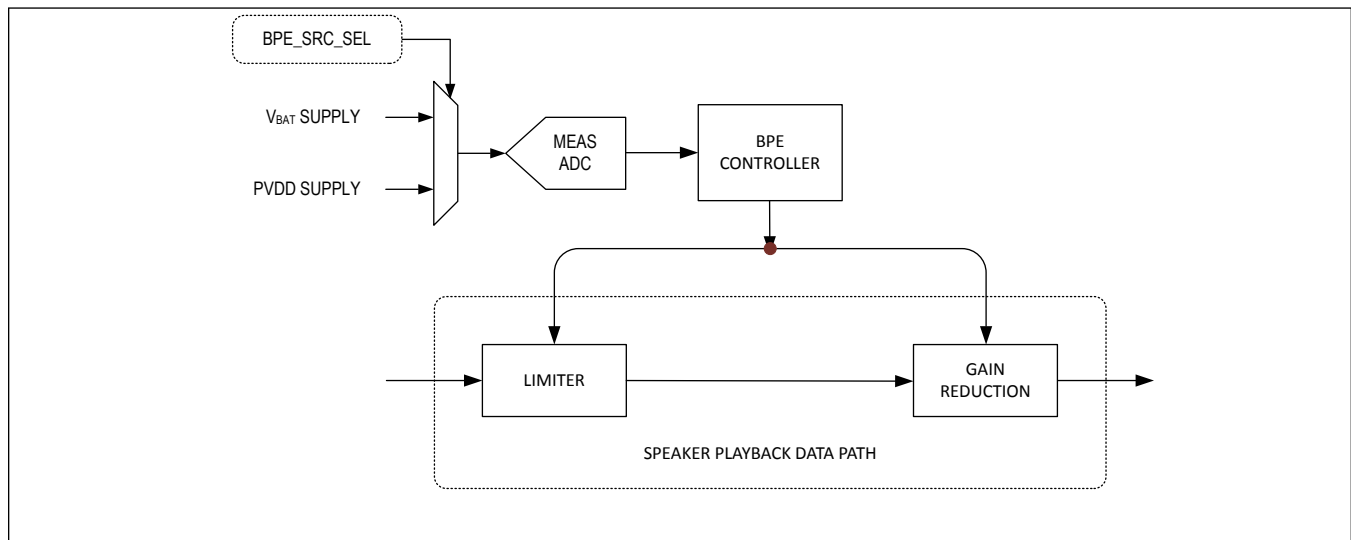 BPE_SRC_SEL
VBAT SUPPLY
PVDD SUPPLY
MEAS
ADC
BPE
CONTROLLER
LIMITER
GAIN
REDUCTION
SPEAKER PLAYBACK DATA PATH